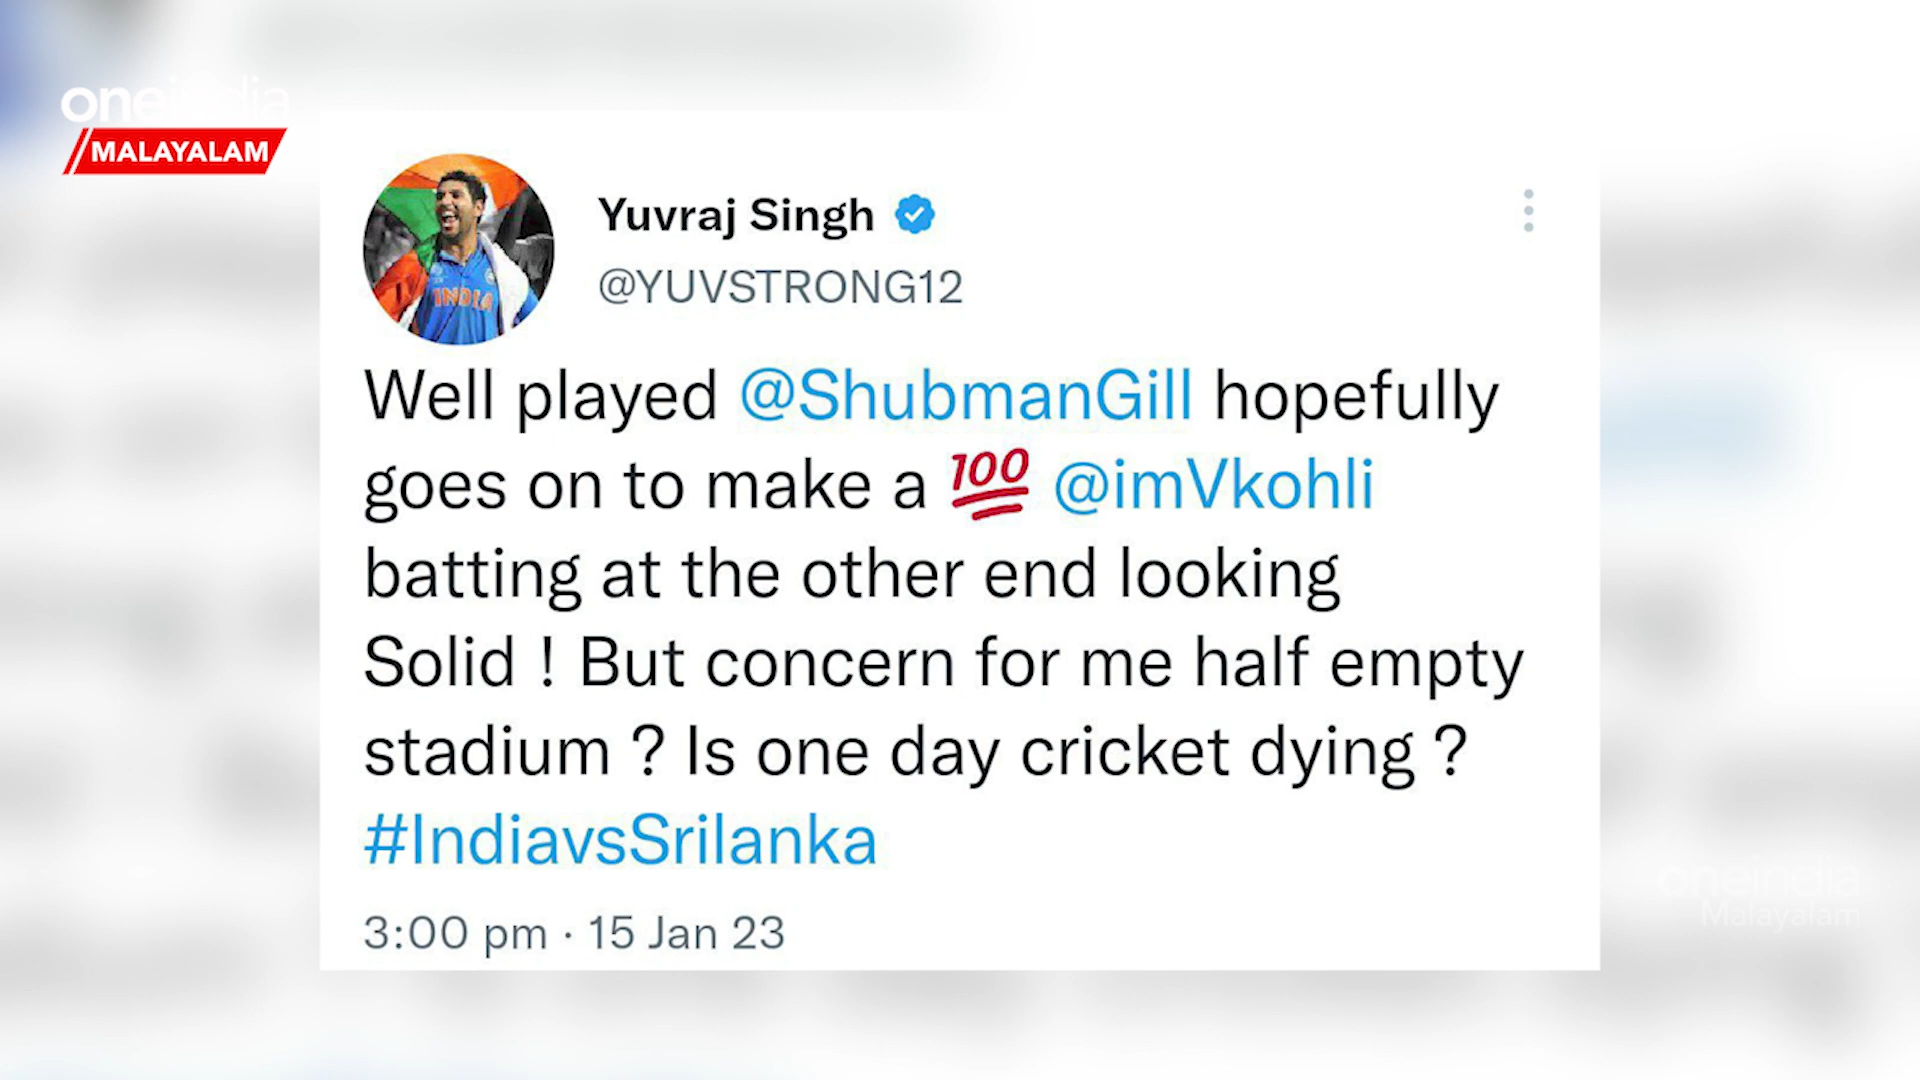 oneindia
MALAYALAM
Yuvraj Singh
@YUVSTRONG12
INDIA
Well played @ShubmanGill hopefully
goes on to make a 💯 @imVkohli
batting at the other end looking
Solid ! But concern for me half empty
stadium ? Is one day cricket dying ?
#IndiavsSrilanka
3:00 pm · 15 Jan 23
oneindia
Malayalam